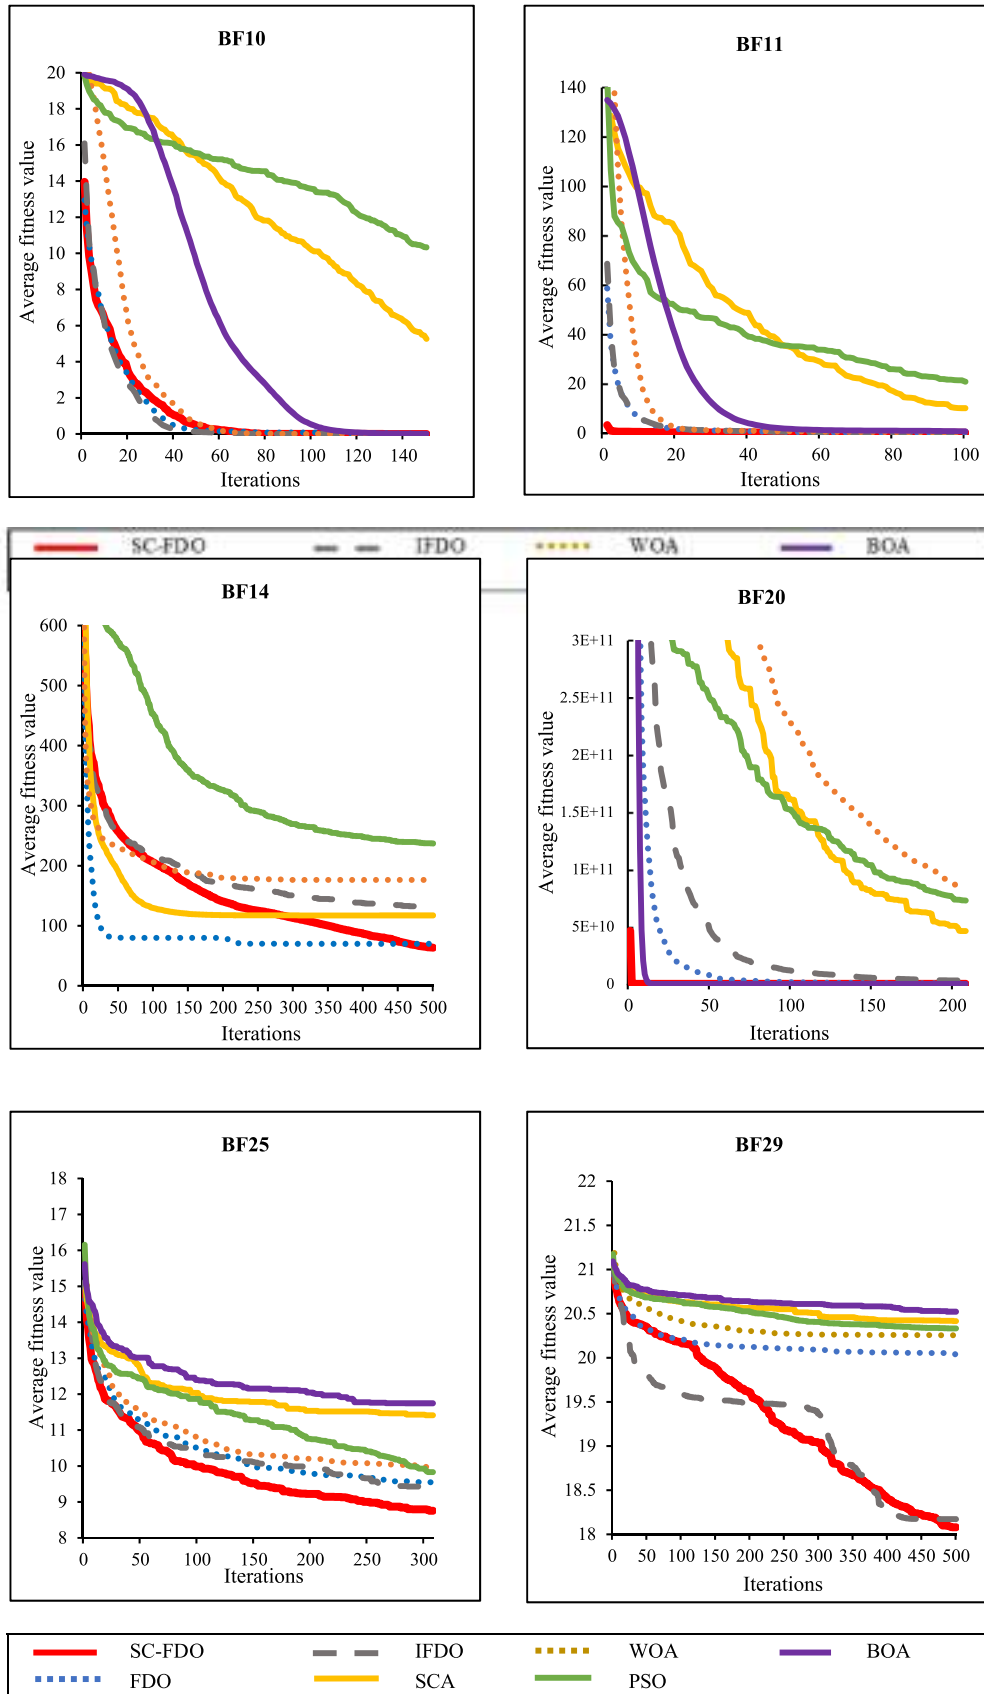 BF10
Average fitness value
20
18
16
14
12
10
8
6
4
2
0
0 20 40 60 80 100 120 140
Iterations
BF11
Average fitness value
140
120
100
80
60
40
20
0
0 20 40 60 80 100
Iterations
SC-FDO IFDO WOA BOA
BF14
Average fitness value
600
500
400
300
200
100
0
0 50 100 150 200 250 300 350 400 450 500
Iterations
BF20
Average fitness value
3E+11
2.5E+11
2E+11
1.5E+11
1E+11
5E+10
0
0 50 100 150 200
Iterations
BF25
Average fitness value
18
17
16
15
14
13
12
11
10
9
8
0 50 100 150 200 250 300
Iterations
BF29
Average fitness value
22
21.5
21
20.5
20
19.5
19
18.5
18
0 50 100 150 200 250 300 350 400 450 500
Iterations
SC-FDO IFDO WOA BOA
FDO SCA PSO